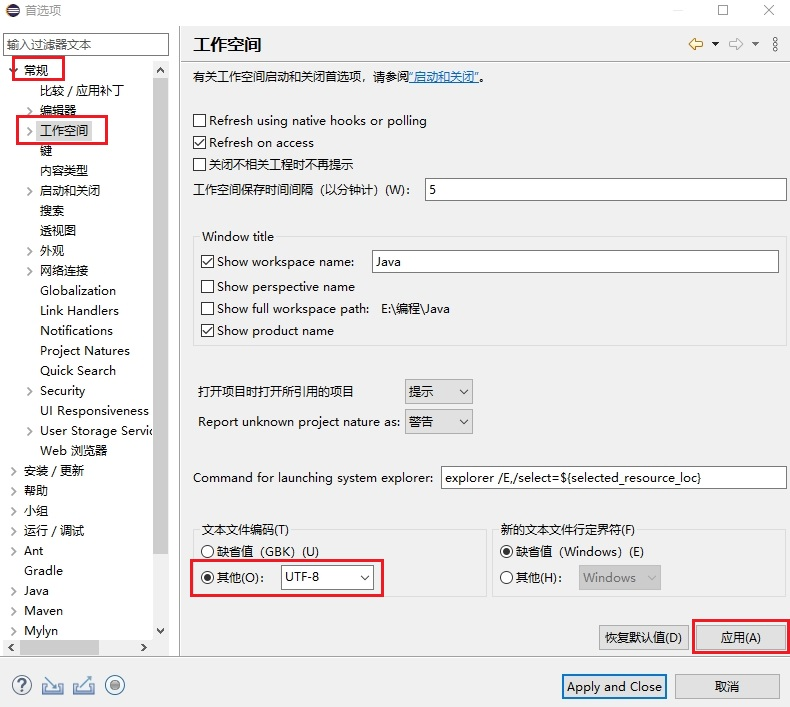 首选项
输入过滤器文本
常规
比较 / 应用补丁
编辑器
工作空间
键
内容类型
启动和关闭
搜索
透视图
外观
网络连接
Globalization
Link Handlers
Notifications
Project Natures
Quick Search
Security
UI Responsiveness
User Storage Servic
Web 浏览器
安装 / 更新
帮助
小组
运行 / 调试
Ant
Gradle
Java
Maven
Mylyn
工作空间
有关工作空间启动和关闭首选项，请参阅“启动和关闭”。
Refresh using native hooks or polling
Refresh on access
关闭不相关工程时不再提示
工作空间保存时间间隔（以分钟计）(W)： 5
Window title
Show workspace name: Java
Show perspective name
Show full workspace path: E:\编程\Java
Show product name
打开项目时打开所引用的项目 提示
Report unknown project nature as: 警告
Command for launching system explorer: explorer /E,/select=${selected_resource_loc}
文本文件编码(T)
缺省值（GBK）(U)
其他(O)： UTF-8
新的文本文件行定界符(F)
缺省值（Windows）(E)
其他(H)： Windows
恢复默认值(D) 应用(A)
Apply and Close 取消